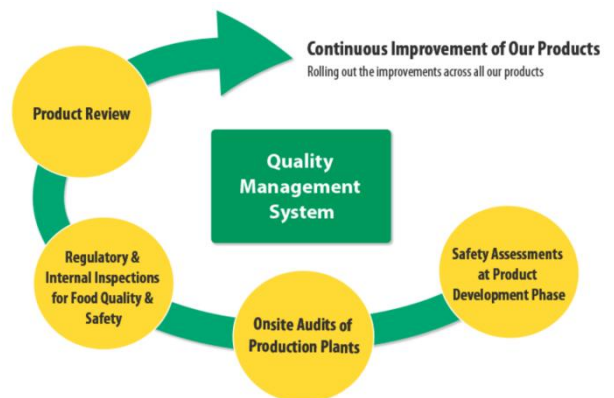 Continuous Improvement of Our Products
Rolling out the improvements across all our products
Product Review
Quality
Management
System
Regulatory &
Internal Inspections
for Food Quality &
Safety
Onsite Audits of
Production Plants
Safety Assessments
at Product
Development Phase